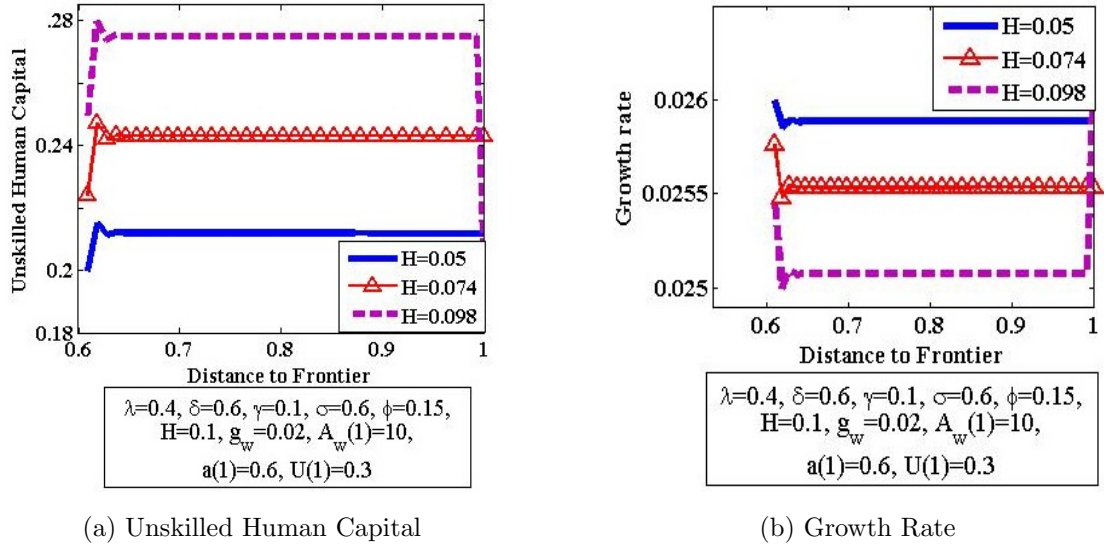 .28
0.24
0.2
0.18
Unskilled Human Capital
H=0.05
H=0.074
H=0.098
0.6 0.7 0.8 0.9 1
Distance to Frontier
λ=0.4, δ=0.6, γ=0.1, σ=0.6, ϕ=0.15,
H=0.1, g_w=0.02, A_w(1)=10,
a(1)=0.6, U(1)=0.3
(a) Unskilled Human Capital
H=0.05
H=0.074
H=0.098
0.026
0.0255
0.025
Growth rate
0.6 0.7 0.8 0.9 1
Distance to Frontier
λ=0.4, δ=0.6, γ=0.1, σ=0.6, ϕ=0.15,
H=0.1, g_w=0.02, A_w(1)=10,
a(1)=0.6, U(1)=0.3
(b) Growth Rate